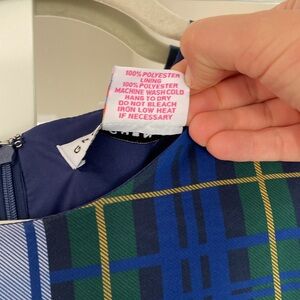 100% POLYESTER
LINING
100% POLYESTER
MACHINE WASH COLD
HANG TO DRY
DO NOT BLEACH
IRON LOW HEAT
IF NECESSARY